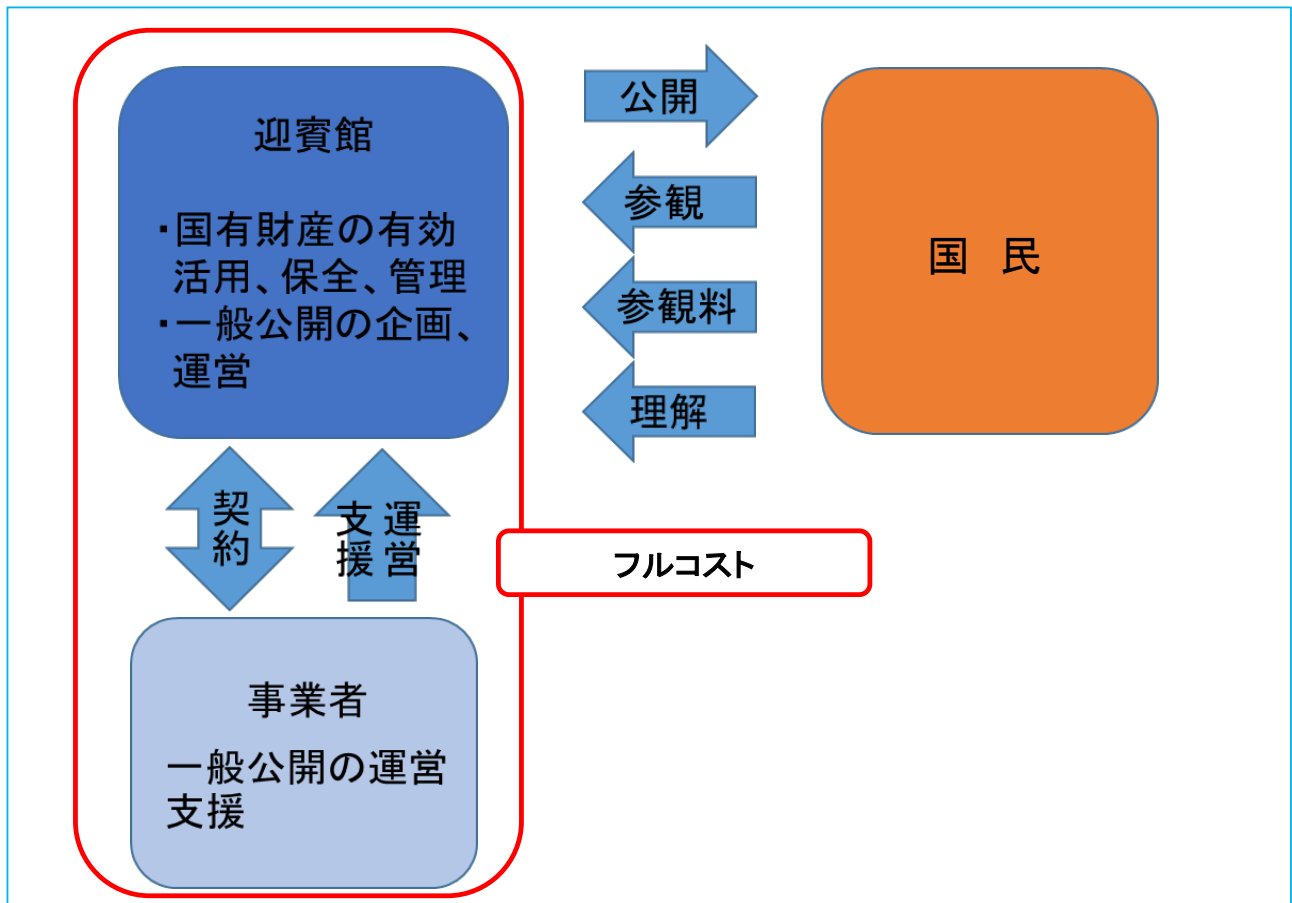 迎賓館
・国有財産の有効
活用、保全、管理
・一般公開の企画、
運営
公開
参観
参観料
理解
国 民
契約
運営
支援
フルコスト
事業者
一般公開の運営
支援